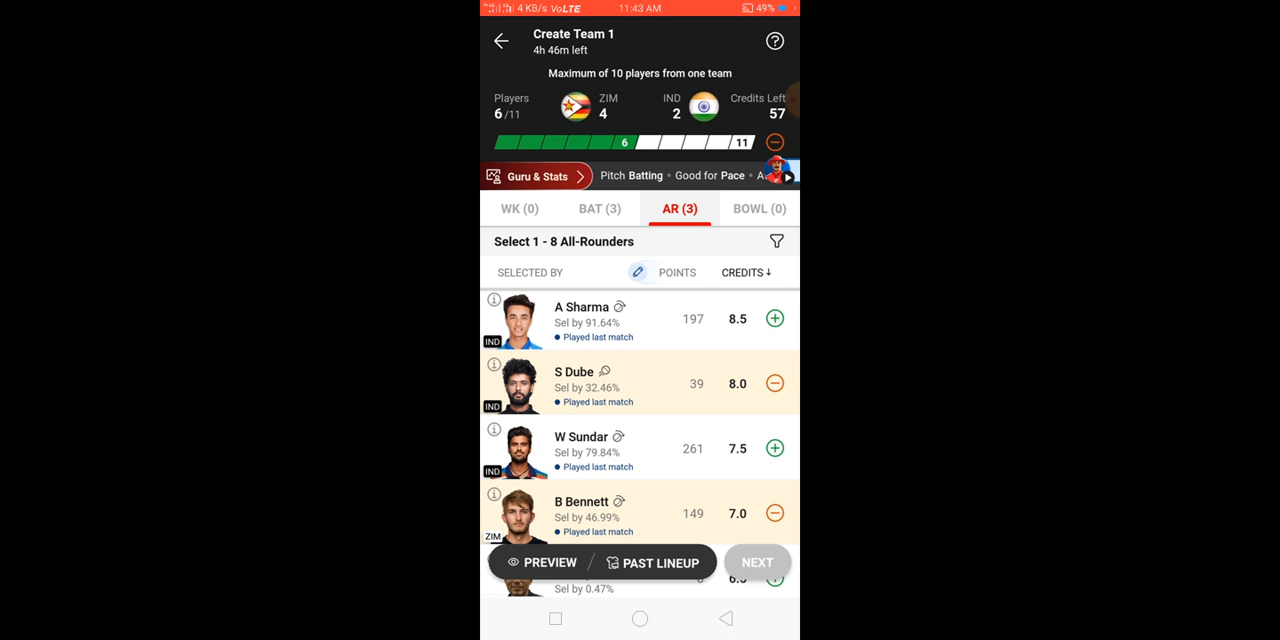 4 KB/s VoLTE 11:43 AM 49%
Create Team 1
4h 46m left
Maximum of 10 players from one team
Players ZIM IND Credits Left
6/11 4 2 57
6 11
Guru & Stats Pitch Batting • Good for Pace • A
WK (0) BAT (3) AR (3) BOWL (0)
Select 1 - 8 All-Rounders
SELECTED BY POINTS CREDITS↓
A Sharma
Sel by 91.64% 197 8.5
Played last match
IND
S Dube
Sel by 32.46% 39 8.0
Played last match
IND
W Sundar
Sel by 79.84% 261 7.5
Played last match
IND
B Bennett
Sel by 46.99% 149 7.0
Played last match
ZIM
PREVIEW / PAST LINEUP NEXT
Sel by 0.47%